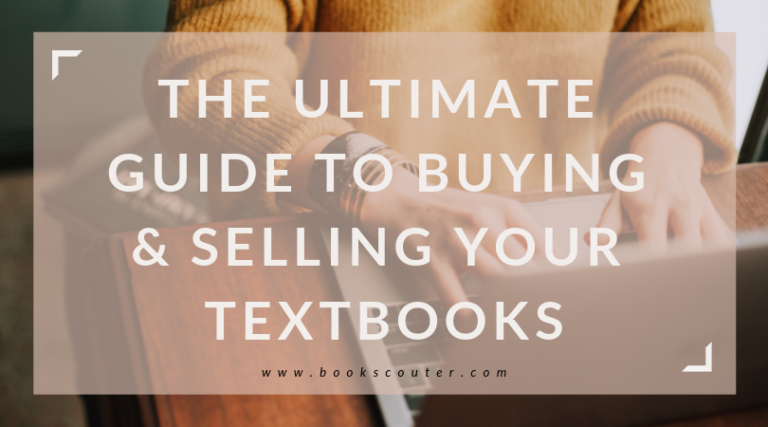 THE ULTIMATE
GUIDE TO BUYING
& SELLING YOUR
TEXTBOOKS
www.bookscouter.com